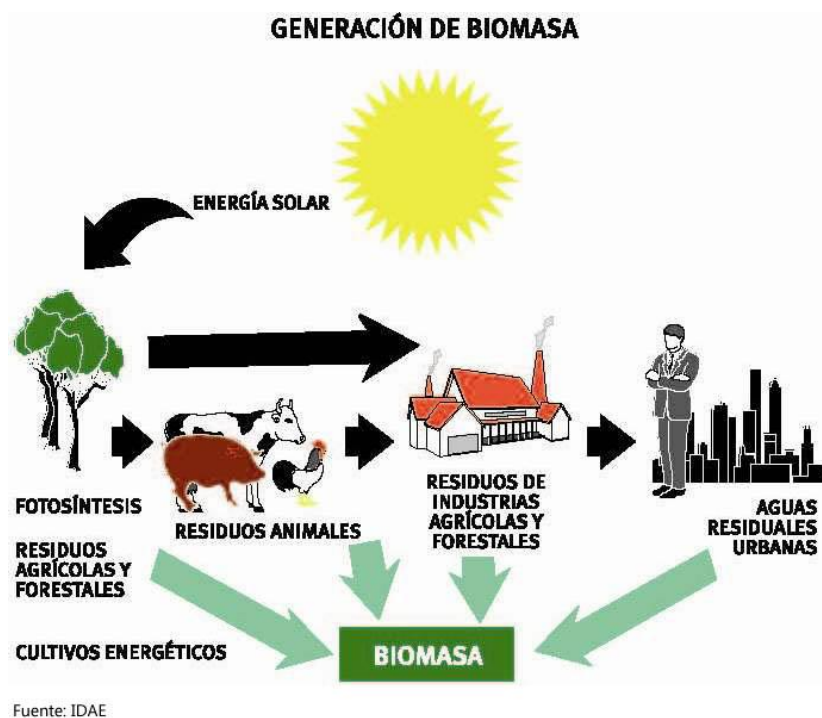 GENERACIÓN DE BIOMASA
ENERGÍA SOLAR
FOTOSÍNTESIS
RESIDUOS
AGRÍCOLAS Y
FORESTALES
CULTIVOS ENERGÉTICOS
RESIDUOS ANIMALES
RESIDUOS DE
INDUSTRIAS
AGRÍCOLAS Y
FORESTALES
AGUAS
RESIDUALES
URBANAS
BIOMASA
Fuente: IDAE